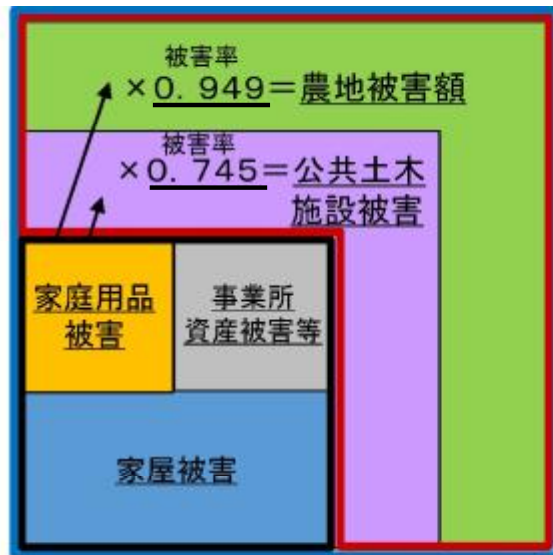 被害率
×0.949＝農地被害額
被害率
×0.745＝公共土木
施設被害
家庭用品
被害
事業所
資産被害等
家屋被害